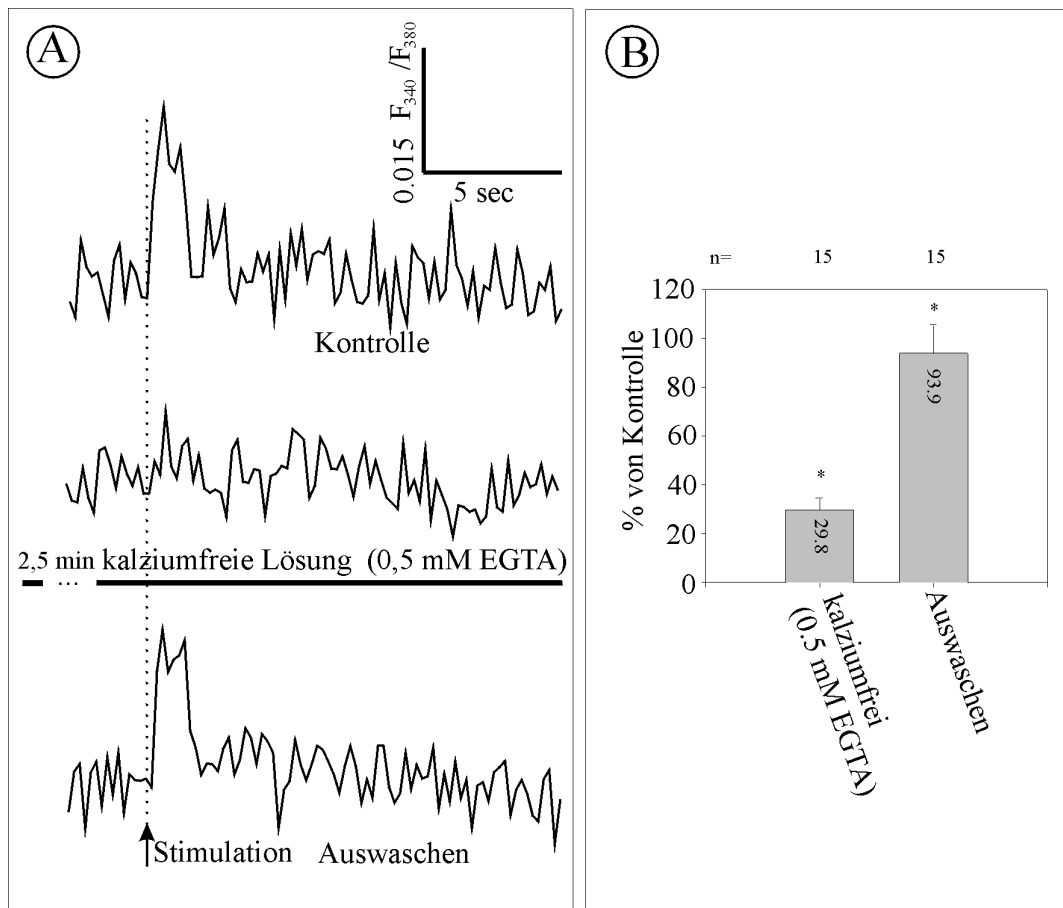 A
0.015 F340/F380
5 sec
Kontrolle
2,5 min kalziumfreie Lösung (0,5 mM EGTA)
...
Stimulation Auswaschen
B
n= 15 15
120
100
80
60
40
20
0
% von Kontrolle
*
*
29.8
93.9
kalziumfrei
(0.5 mM EGTA)
Auswaschen